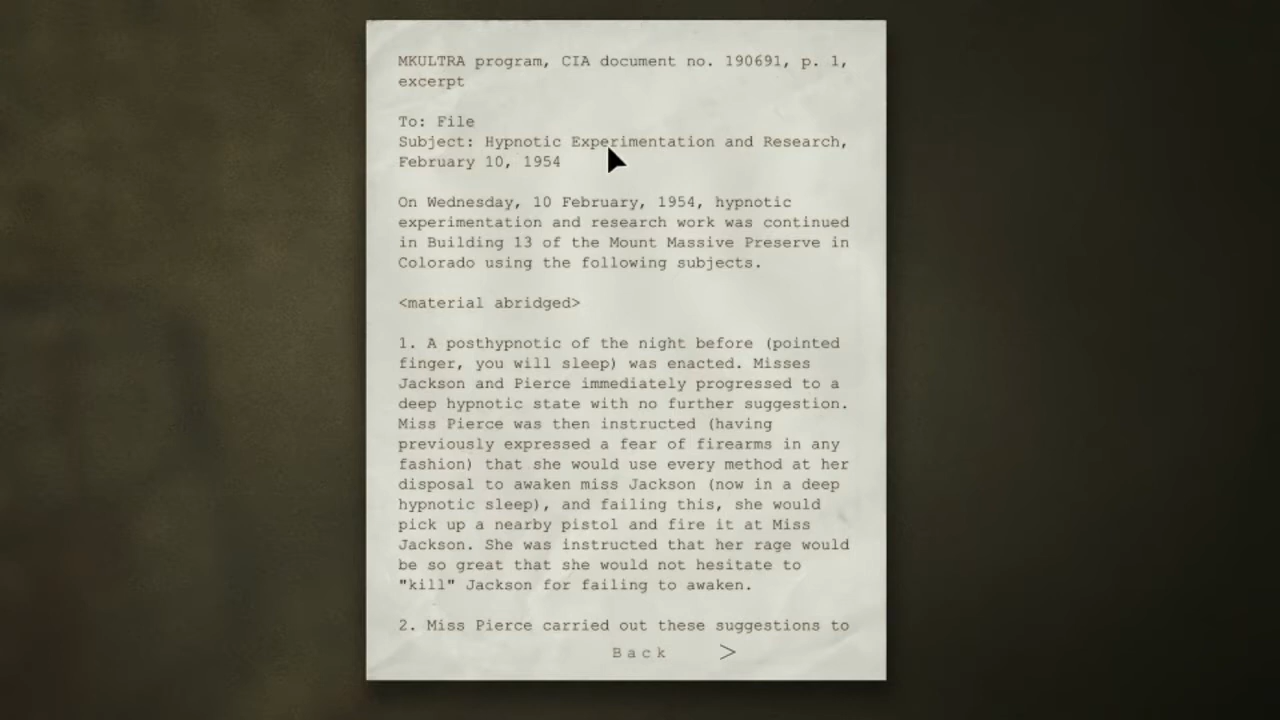 MKULTRA program, CIA document no. 190691, p. 1,
excerpt
To: File
Subject: Hypnotic Experimentation and Research,
February 10, 1954
On Wednesday, 10 February, 1954, hypnotic
experimentation and research work was continued
in Building 13 of the Mount Massive Preserve in
Colorado using the following subjects.
<material abridged>
1. A posthypnotic of the night before (pointed
finger, you will sleep) was enacted. Misses
Jackson and Pierce immediately progressed to a
deep hypnotic state with no further suggestion.
Miss Pierce was then instructed (having
previously expressed a fear of firearms in any
fashion) that she would use every method at her
disposal to awaken miss Jackson (now in a deep
hypnotic sleep), and failing this, she would
pick up a nearby pistol and fire it at Miss
Jackson. She was instructed that her rage would
be so great that she would not hesitate to
"kill" Jackson for failing to awaken.
2. Miss Pierce carried out these suggestions to
Back >